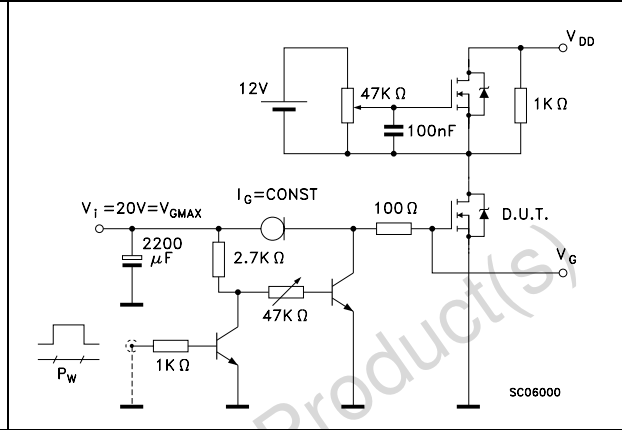 V DD
12V
47K Ω
1K Ω
100nF
I G=CONST
V i =20V=V GMAX
100 Ω
D.U.T.
2200 μF
2.7K Ω
V G
47K Ω
1K Ω
P W
SC06000
Product(s)